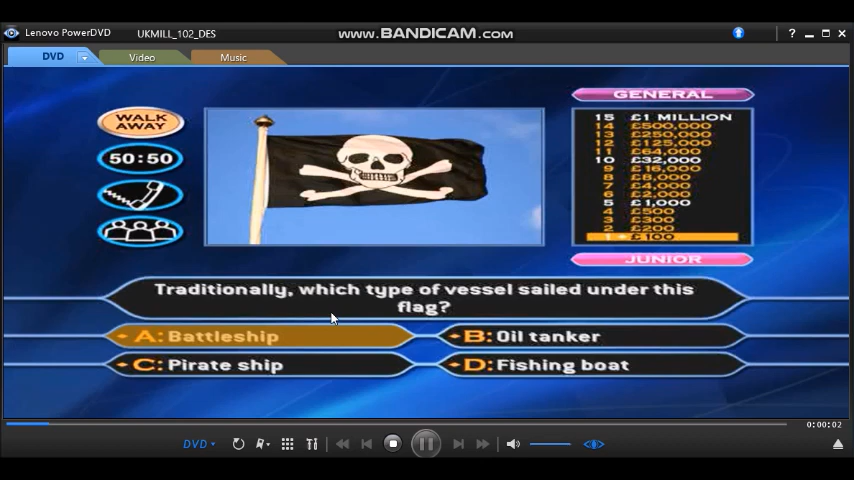 Lenovo PowerDVD
UKMILL_102_DES
www.BANDICAM.com
?
DVD
Video
Music
WALK
AWAY
50:50
GENERAL
15 £1 MILLION
14 £500,000
13 £250,000
12 £125,000
11 £64,000
10 £32,000
9 £16,000
8 £8,000
7 £4,000
6 £2,000
5 £1,000
4 £500
3 £300
2 £200
1 £100
JUNIOR
Traditionally, which type of vessel sailed under this
flag?
A: Battleship
B: Oil tanker
C: Pirate ship
D: Fishing boat
0:00:02
DVD